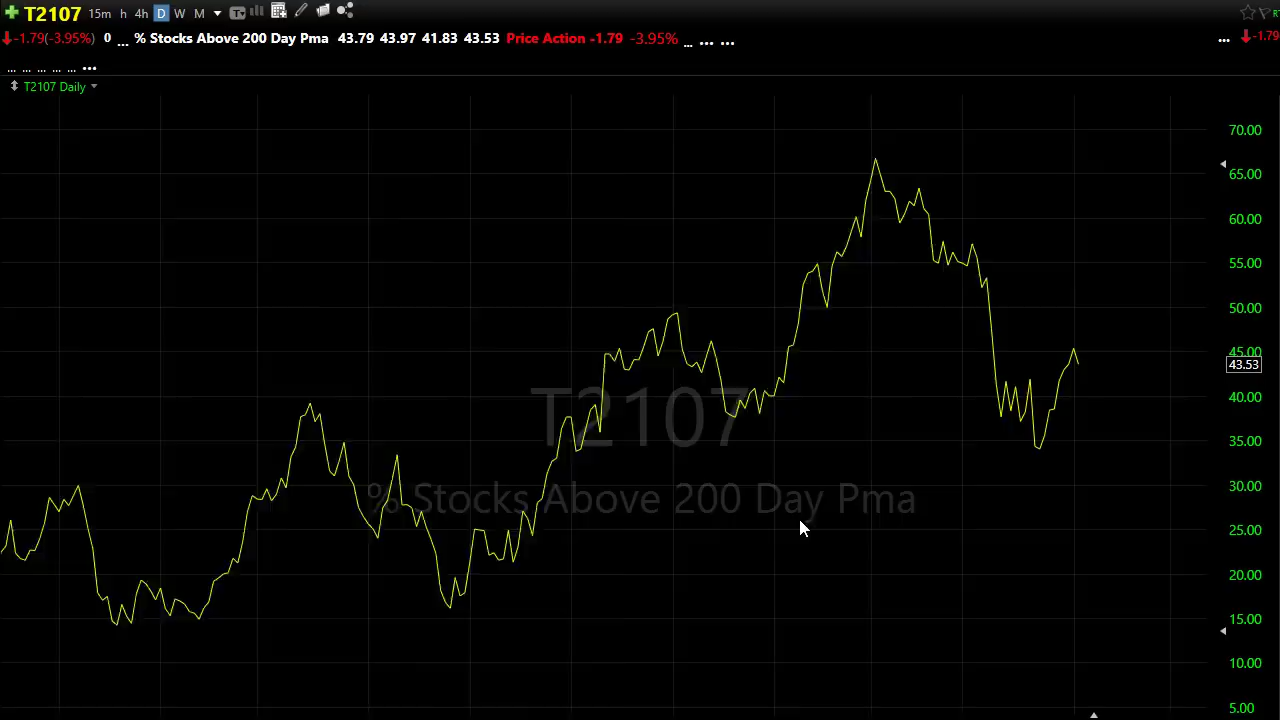 T2107 15m h 4h D W M T
-1.79(-3.95%) 0 ... % Stocks Above 200 Day Pma 43.79 43.97 41.83 43.53 Price Action -1.79 -3.95% ... ... ... ... -1.79
... ... ... ... ... ...
T2107 Daily
70.00
65.00
60.00
55.00
50.00
45.00
43.53
40.00
35.00
30.00
25.00
20.00
15.00
10.00
5.00
T2107
% Stocks Above 200 Day Pma